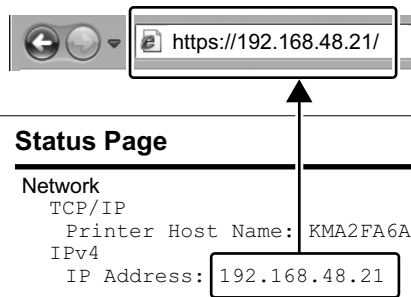 https://192.168.48.21/
Status Page
Network
TCP/IP
Printer Host Name: KMA2FA6A
IPv4
IP Address: 192.168.48.21